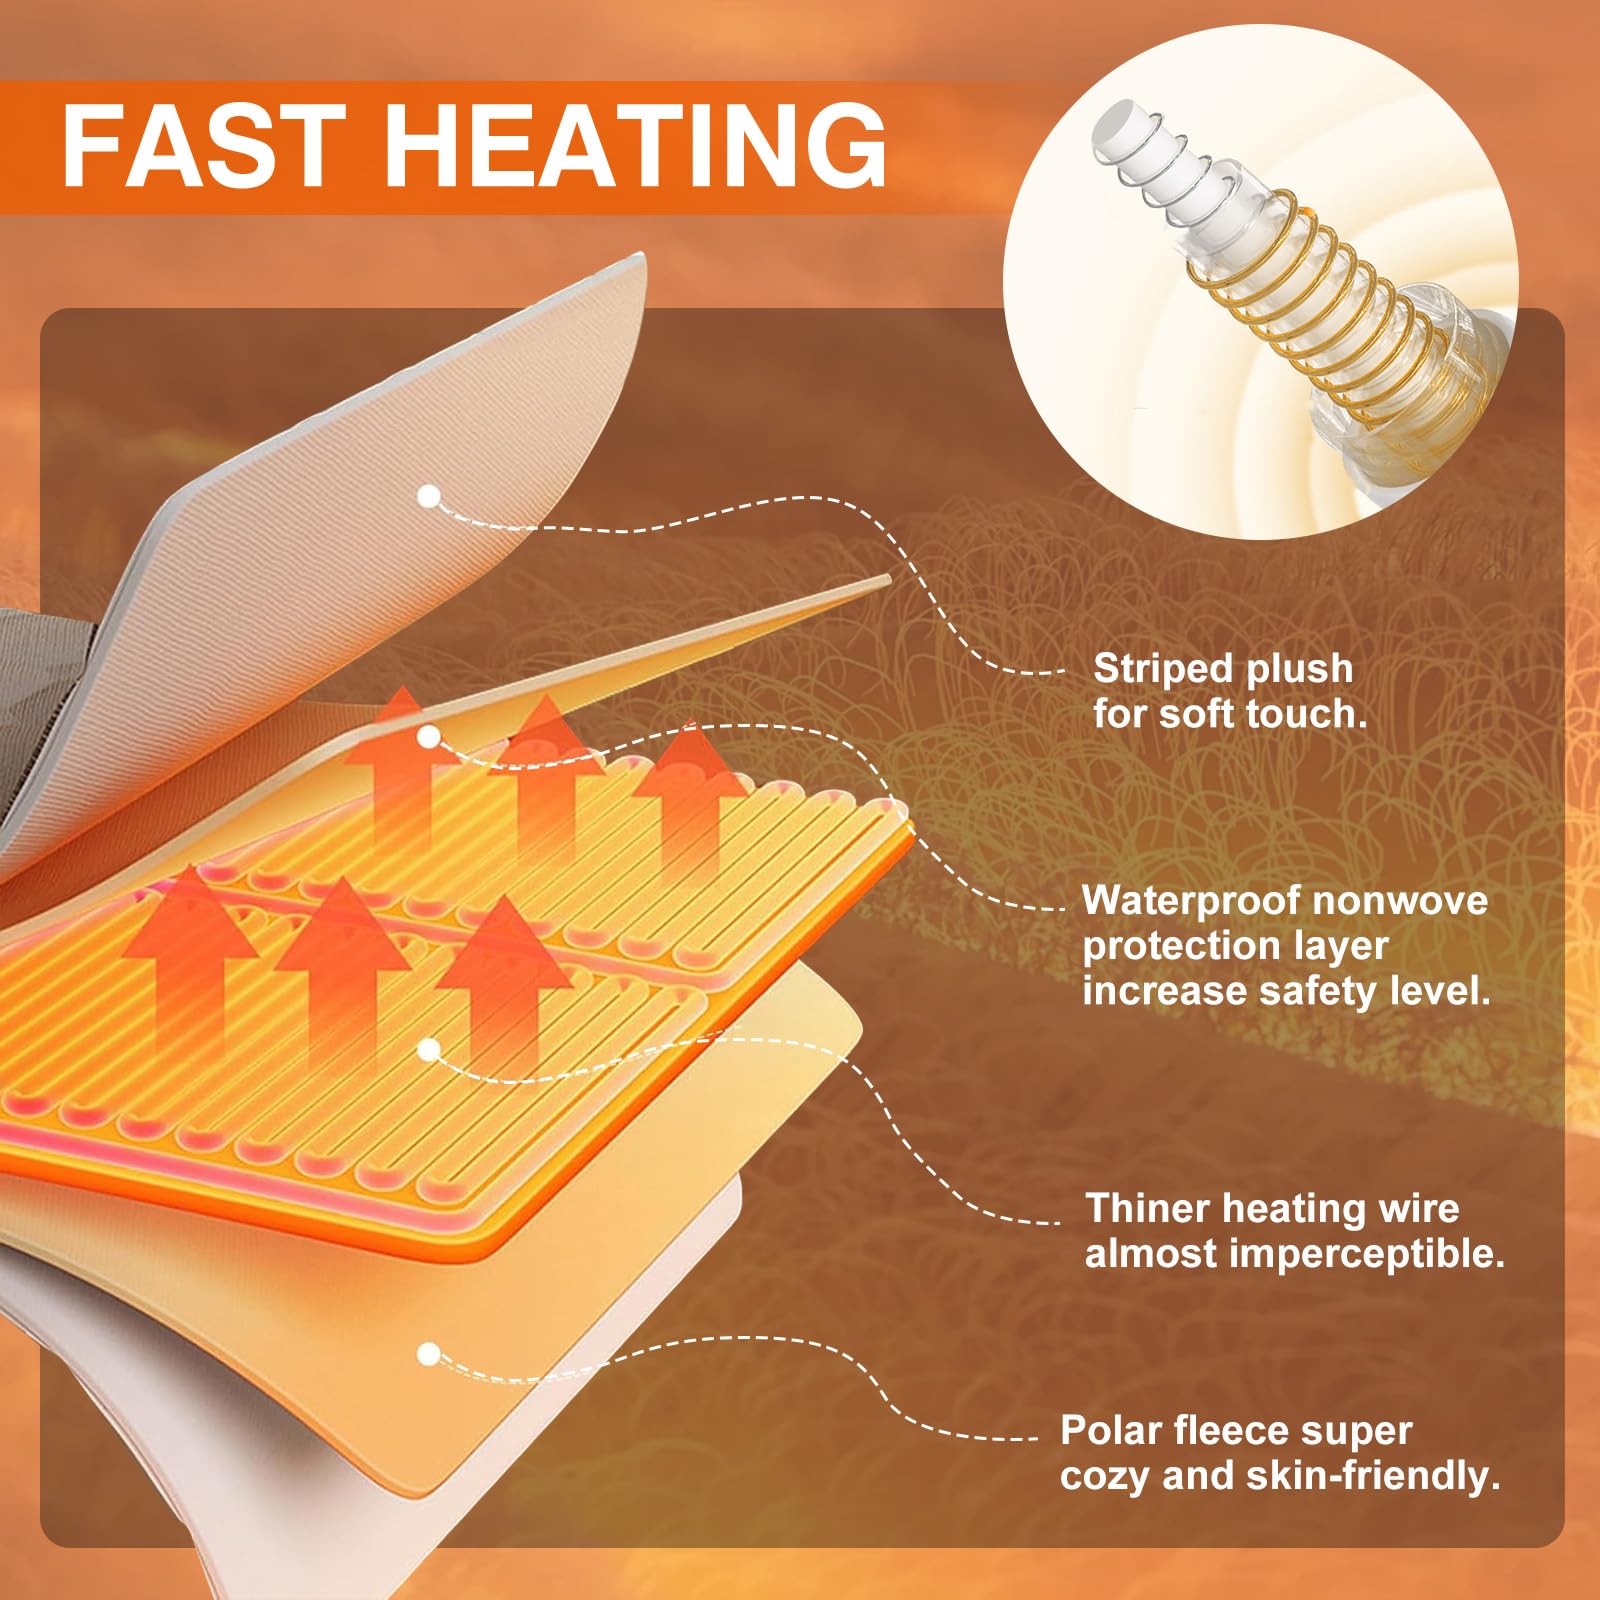 FAST HEATING
Striped plush
for soft touch.
Waterproof nonwove
protection layer
increase safety level.
Thiner heating wire
almost imperceptible.
Polar fleece super
cozy and skin-friendly.